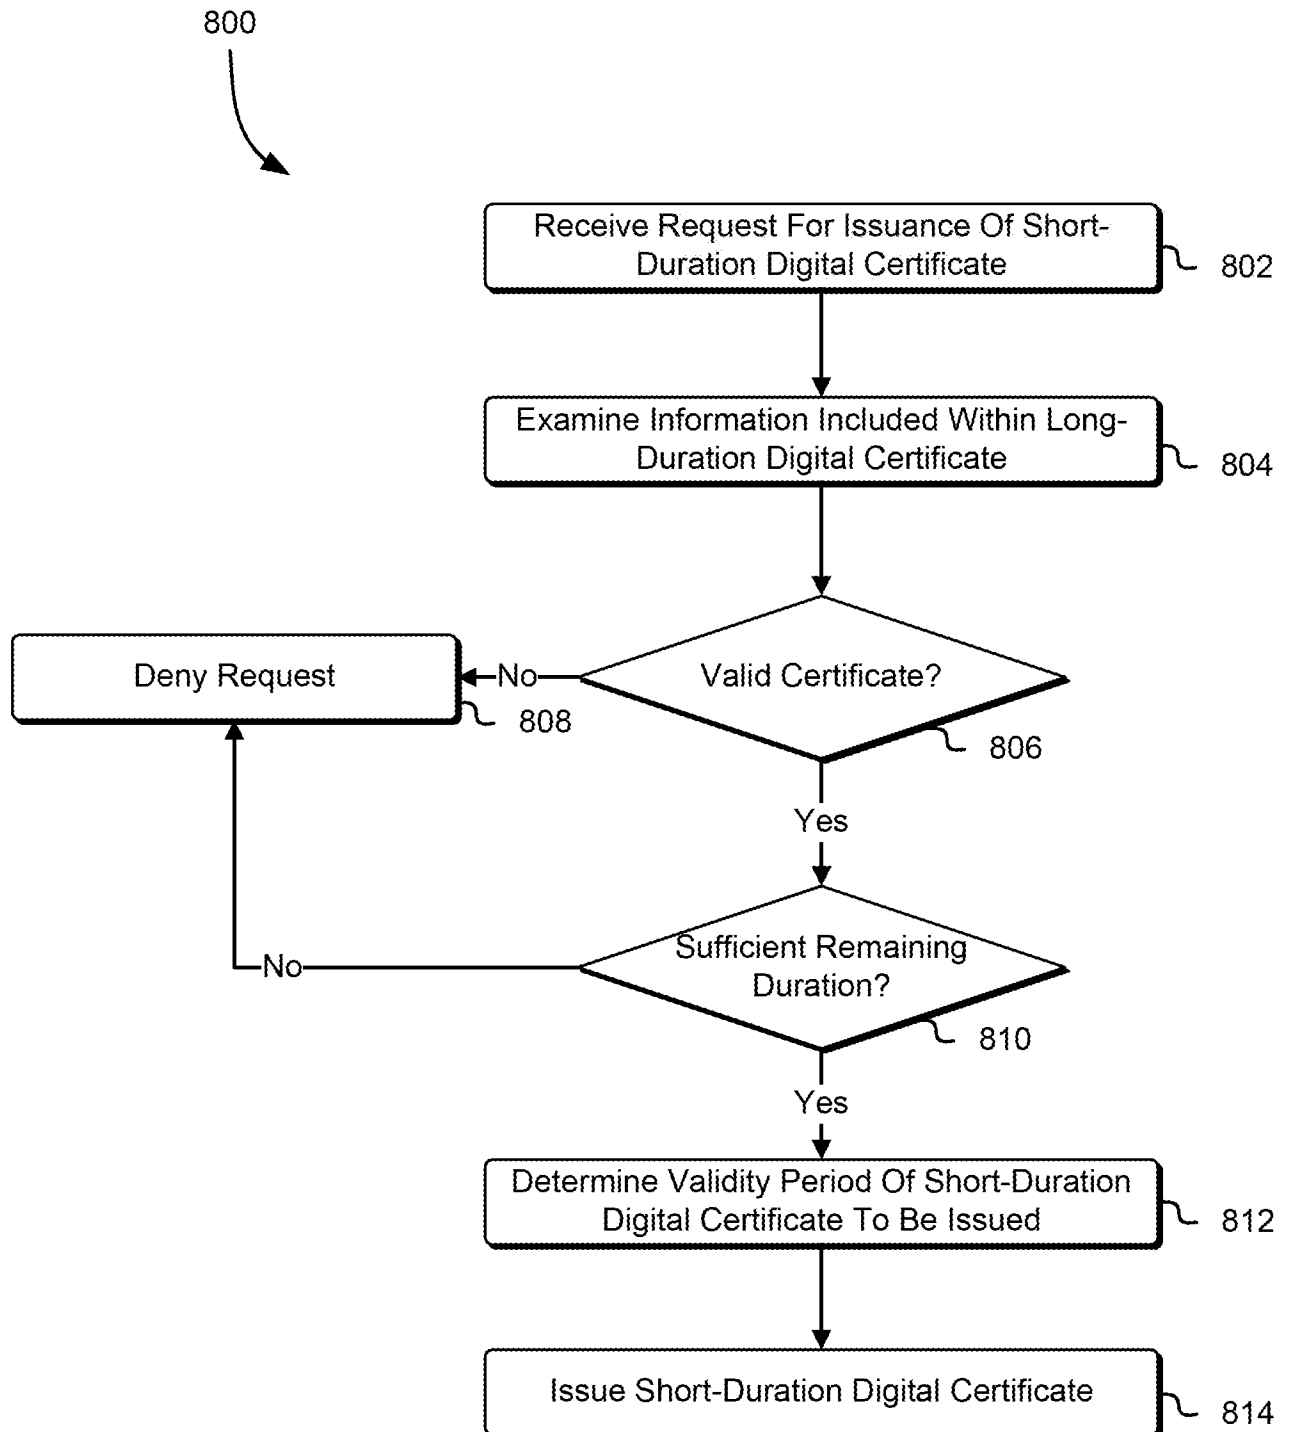 800
Receive Request For Issuance Of Short-
Duration Digital Certificate
802
Examine Information Included Within Long-
Duration Digital Certificate
804
Deny Request
808
No
Valid Certificate?
806
Yes
Sufficient Remaining
Duration?
810
No
Yes
Determine Validity Period Of Short-Duration
Digital Certificate To Be Issued
812
Issue Short-Duration Digital Certificate
814